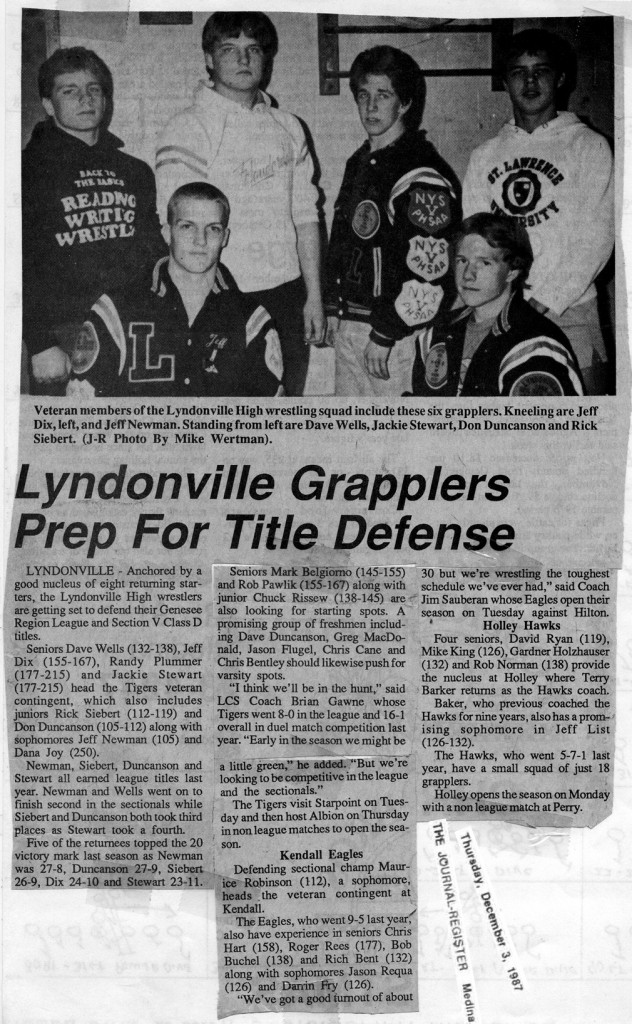 BACK TO
THE BASICS
READING
WRITING
WRESTL
L
Jeff
L
NYS
V
PHSAA
NYS
V
PHSAA
NYS
V
PHSAA
ST. LAWRENCE
UNIVERSITY
Veteran members of the Lyndonville High wrestling squad include these six grapplers. Kneeling are Jeff
Dix, left, and Jeff Newman. Standing from left are Dave Wells, Jackie Stewart, Don Duncanson and Rick
Siebert. (J-R Photo By Mike Wertman).
Lyndonville Grapplers
Prep For Title Defense
LYNDONVILLE - Anchored by a
good nucleus of eight returning star-
ters, the Lyndonville High wrestlers
are getting set to defend their Genesee
Region League and Section V Class D
titles.
Seniors Dave Wells (132-138), Jeff
Dix (155-167), Randy Plummer
(177-215) and Jackie Stewart
(177-215) head the Tigers veteran
contingent, which also includes
juniors Rick Siebert (112-119) and
Don Duncanson (105-112) along with
sophomores Jeff Newman (105) and
Dana Joy (250).
Newman, Siebert, Duncanson and
Stewart all earned league titles last
year. Newman and Wells went on to
finish second in the sectionals while
Siebert and Duncanson both took third
places as Stewart took a fourth.
Five of the returnees topped the 20
victory mark last season as Newman
was 27-8, Duncanson 27-9, Siebert
26-9, Dix 24-10 and Stewart 23-11.
Seniors Mark Belgiorno (145-155)
and Rob Pawlik (155-167) along with
junior Chuck Rissew (138-145) are
also looking for starting spots. A
promising group of freshmen includ-
ing Dave Duncanson, Greg MacDo-
nald, Jason Flugel, Chris Cane and
Chris Bentley should likewise push for
varsity spots.
"I think we'll be in the hunt," said
LCS Coach Brian Gawne whose
Tigers went 8-0 in the league and 16-1
overall in duel match competition last
year. "Early in the season we might be
a little green," he added. "But we're
looking to be competitive in the league
and the sectionals."
The Tigers visit Starpoint on Tues-
day and then host Albion on Thursday
in non league matches to open the sea-
son.
Kendall Eagles
Defending sectional champ Maur-
ice Robinson (112), a sophomore,
heads the veteran contingent at
Kendall.
The Eagles, who went 9-5 last year,
also have experience in seniors Chris
Hart (158), Roger Rees (177), Bob
Buchel (138) and Rich Bent (132)
along with sophomores Jason Requa
(126) and Darrin Fry (126).
"We've got a good turnout of about
30 but we're wrestling the toughest
schedule we've ever had," said Coach
Jim Sauberan whose Eagles open their
season on Tuesday against Hilton.
Holley Hawks
Four seniors, David Ryan (119),
Mike King (126), Gardner Holzhauser
(132) and Rob Norman (138) provide
the nucleus at Holley where Terry
Barker returns as the Hawks coach.
Baker, who previous coached the
Hawks for nine years, also has a prom-
ising sophomore in Jeff List
(126-132).
The Hawks, who went 5-7-1 last
year, have a small squad of just 18
grapplers.
Holley opens the season on Monday
with a non league match at Perry.
Thursday, December 3, 1987
THE JOURNAL-REGISTER Medina